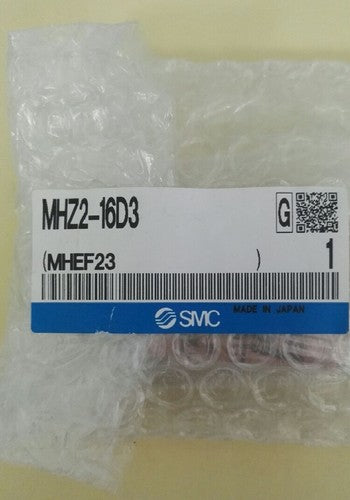 MHZ2-16D3
G
(MHEF23 )
1
SMC
MADE IN JAPAN